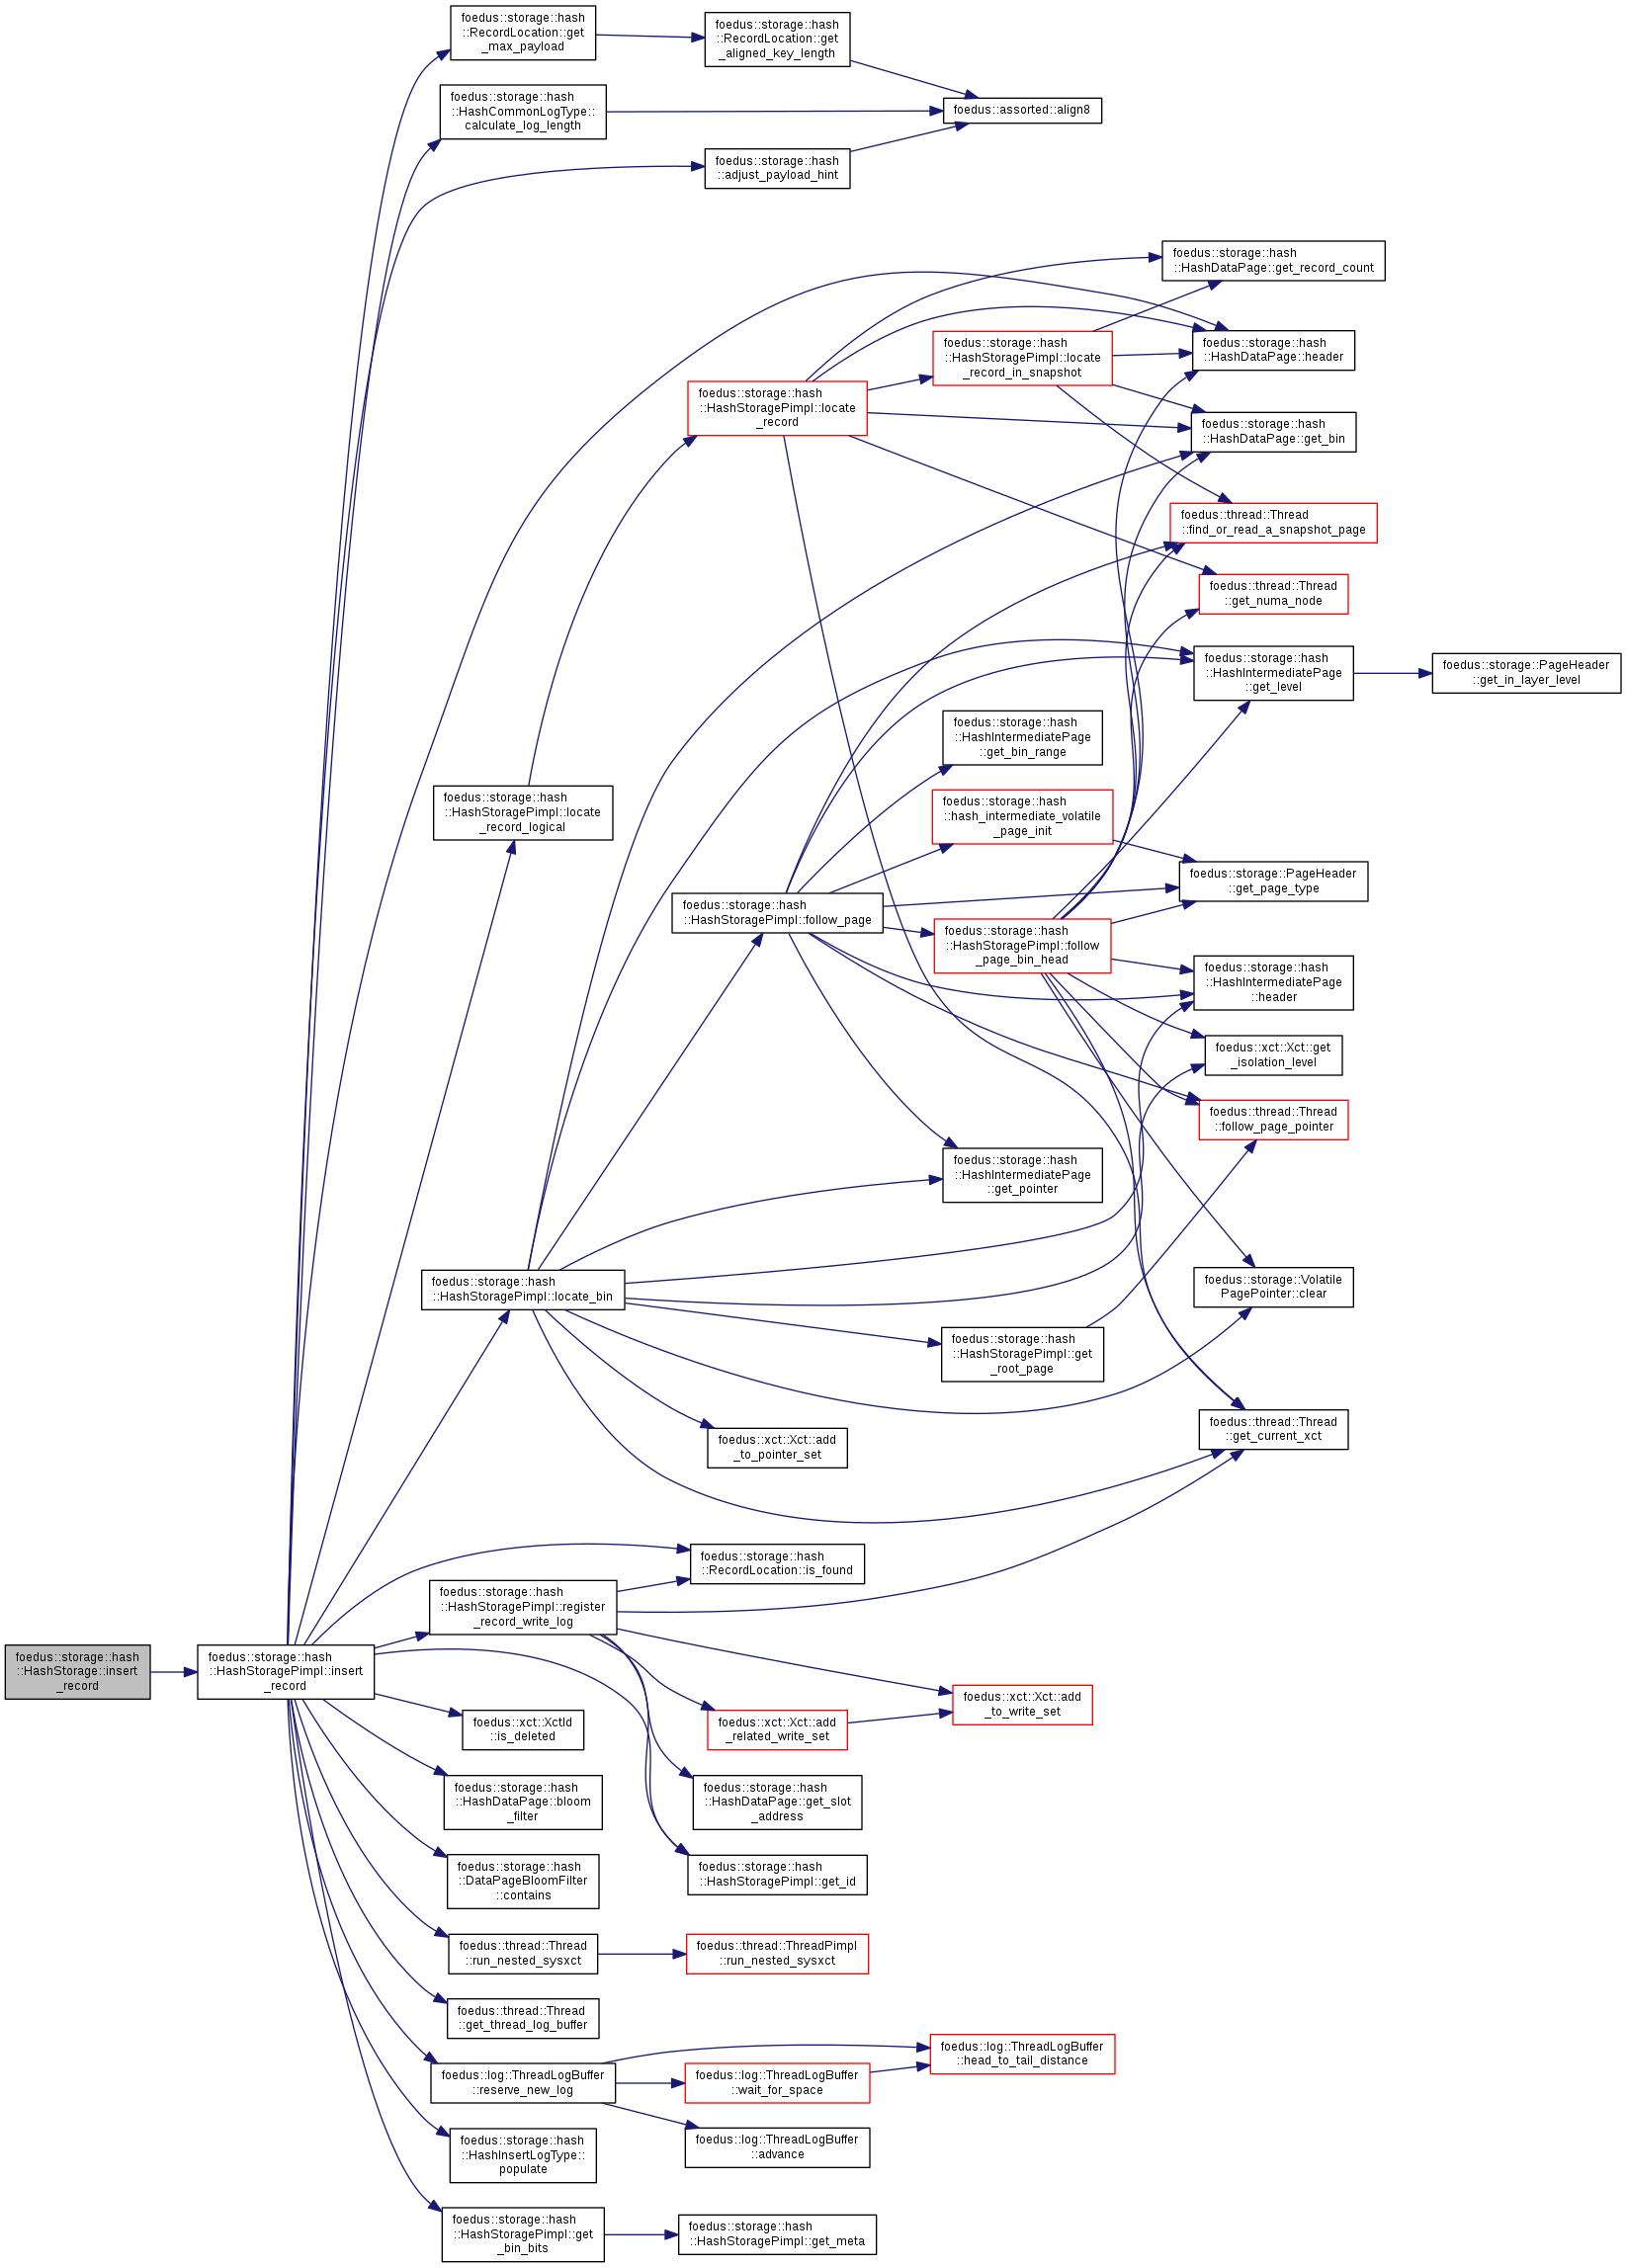 foedus::storage::hash
::RecordLocation::get
_max_payload
foedus::storage::hash
::RecordLocation::get
_aligned_key_length
foedus::storage::hash
::HashCommonLogType::
calculate_log_length
foedus::assorted::align8
foedus::storage::hash
::adjust_payload_hint
foedus::storage::hash
::HashDataPage::get_record_count
foedus::storage::hash
::HashDataPage::header
foedus::storage::hash
::HashStoragePimpl::locate
_record_in_snapshot
foedus::storage::hash
::HashStoragePimpl::locate
_record
foedus::storage::hash
::HashDataPage::get_bin
foedus::thread::Thread
::find_or_read_a_snapshot_page
foedus::thread::Thread
::get_numa_node
foedus::storage::hash
::HashIntermediatePage
::get_level
foedus::storage::PageHeader
::get_in_layer_level
foedus::storage::hash
::HashIntermediatePage
::get_bin_range
foedus::storage::hash
::HashStoragePimpl::locate
_record_logical
foedus::storage::hash
::hash_intermediate_volatile
_page_init
foedus::storage::PageHeader
::get_page_type
foedus::storage::hash
::HashStoragePimpl::follow_page
foedus::storage::hash
::HashStoragePimpl::follow
_page_bin_head
foedus::storage::hash
::HashIntermediatePage
::header
foedus::xct::Xct::get
_isolation_level
foedus::thread::Thread
::follow_page_pointer
foedus::storage::hash
::HashIntermediatePage
::get_pointer
foedus::storage::hash
::HashStoragePimpl::locate_bin
foedus::storage::Volatile
PagePointer::clear
foedus::storage::hash
::HashStoragePimpl::get
_root_page
foedus::thread::Thread
::get_current_xct
foedus::xct::Xct::add
_to_pointer_set
foedus::storage::hash
::RecordLocation::is_found
foedus::storage::hash
::HashStoragePimpl::register
_record_write_log
foedus::storage::hash
::HashStorage::insert
_record
foedus::storage::hash
::HashStoragePimpl::insert
_record
foedus::xct::XctId
::is_deleted
foedus::xct::Xct::add
_related_write_set
foedus::xct::Xct::add
_to_write_set
foedus::storage::hash
::HashDataPage::bloom
_filter
foedus::storage::hash
::HashDataPage::get_slot
_address
foedus::storage::hash
::DataPageBloomFilter
::contains
foedus::storage::hash
::HashStoragePimpl::get_id
foedus::thread::Thread
::run_nested_sysxct
foedus::thread::ThreadPimpl
::run_nested_sysxct
foedus::thread::Thread
::get_thread_log_buffer
foedus::log::ThreadLogBuffer
::reserve_new_log
foedus::log::ThreadLogBuffer
::wait_for_space
foedus::log::ThreadLogBuffer
::head_to_tail_distance
foedus::log::ThreadLogBuffer
::advance
foedus::storage::hash
::HashInsertLogType::
populate
foedus::storage::hash
::HashStoragePimpl::get
_bin_bits
foedus::storage::hash
::HashStoragePimpl::get_meta